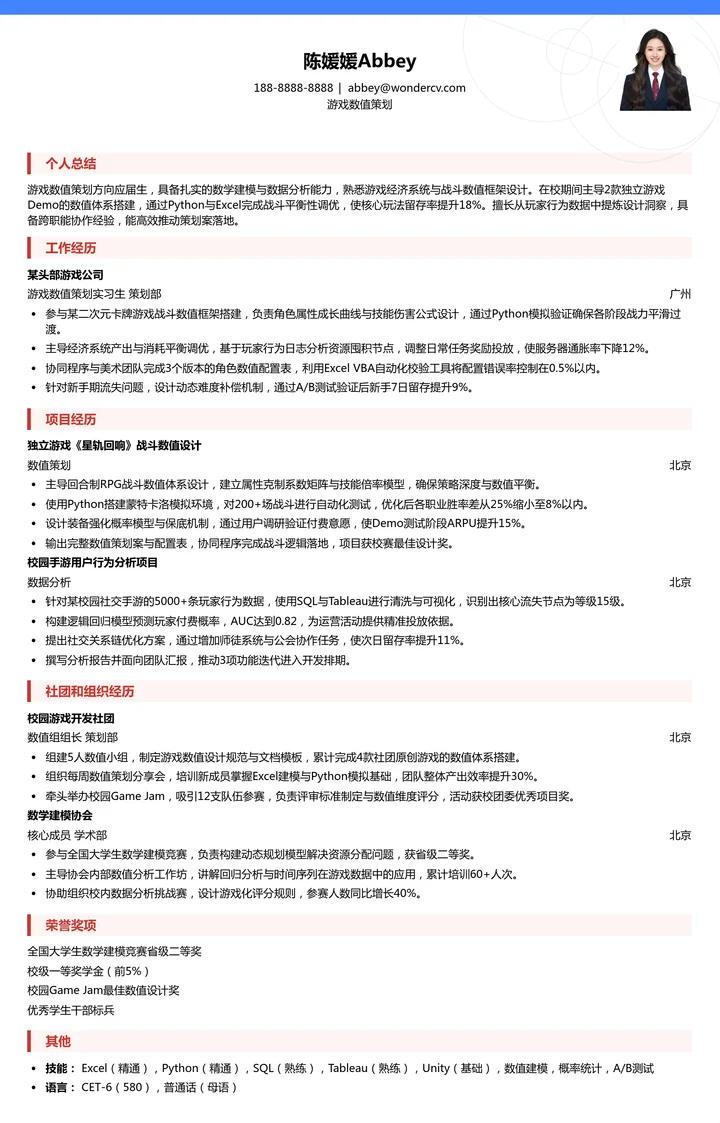 陈媛媛Abbey
188-8888-8888 | abbey@wondercv.com
游戏数值策划
个人总结
游戏数值策划方向应届生，具备扎实的数学建模与数据分析能力，熟悉游戏经济系统与战斗数值框架设计。在校期间主导2款独立游戏
Demo的数值体系搭建，通过Python与Excel完成战斗平衡性调优，使核心玩法留存率提升18%。擅长从玩家行为数据中提炼设计洞察，具
备跨职能协作经验，能高效推动策划案落地。
工作经历
某头部游戏公司
游戏数值策划实习生 策划部 广州
• 参与某二次元卡牌游戏战斗数值框架搭建，负责角色属性成长曲线与技能伤害公式设计，通过Python模拟验证确保各阶段战力平滑过
渡。
• 主导经济系统产出与消耗平衡调优，基于玩家行为日志分析资源囤积节点，调整日常任务奖励投放，使服务器通胀率下降12%。
• 协同程序与美术团队完成3个版本的角色数值配置表，利用Excel VBA自动化校验工具将配置错误率控制在0.5%以内。
• 针对新手期流失问题，设计动态难度补偿机制，通过A/B测试验证后新手7日留存提升9%。
项目经历
独立游戏《星轨回响》战斗数值设计
数值策划 北京
• 主导回合制RPG战斗数值体系设计，建立属性克制系数矩阵与技能倍率模型，确保策略深度与数值平衡。
• 使用Python搭建蒙特卡洛模拟环境，对200+场战斗进行自动化测试，优化后各职业胜率差从25%缩小至8%以内。
• 设计装备强化概率模型与保底机制，通过用户调研验证付费意愿，使Demo测试阶段ARPU提升15%。
• 输出完整数值策划案与配置表，协同程序完成战斗逻辑落地，项目获校赛最佳设计奖。
校园手游用户行为分析项目
数据分析 北京
• 针对某校园社交手游的5000+条玩家行为数据，使用SQL与Tableau进行清洗与可视化，识别出核心流失节点为等级15级。
• 构建逻辑回归模型预测玩家付费概率，AUC达到0.82，为运营活动提供精准投放依据。
• 提出社交关系链优化方案，通过增加师徒系统与公会协作任务，使次日留存率提升11%。
• 撰写分析报告并面向团队汇报，推动3项功能迭代进入开发排期。
社团和组织经历
校园游戏开发社团
数值组组长 策划部 北京
• 组建5人数值小组，制定游戏数值设计规范与文档模板，累计完成4款社团原创游戏的数值体系搭建。
• 组织每周数值策划分享会，培训新成员掌握Excel建模与Python模拟基础，团队整体产出效率提升30%。
• 牵头举办校园Game Jam，吸引12支队伍参赛，负责评审标准制定与数值维度评分，活动获校团委优秀项目奖。
数学建模协会
核心成员 学术部 北京
• 参与全国大学生数学建模竞赛，负责构建动态规划模型解决资源分配问题，获省级二等奖。
• 主导协会内部数值分析工作坊，讲解回归分析与时间序列在游戏数据中的应用，累计培训60+人次。
• 协助组织校内数据分析挑战赛，设计游戏化评分规则，参赛人数同比增长40%。
荣誉奖项
全国大学生数学建模竞赛省级二等奖
校级一等奖学金（前5%）
校园Game Jam最佳数值设计奖
优秀学生干部标兵
其他
• 技能： Excel（精通），Python（精通），SQL（熟练），Tableau（熟练），Unity（基础），数值建模，概率统计，A/B测试
• 语言： CET-6（580），普通话（母语）